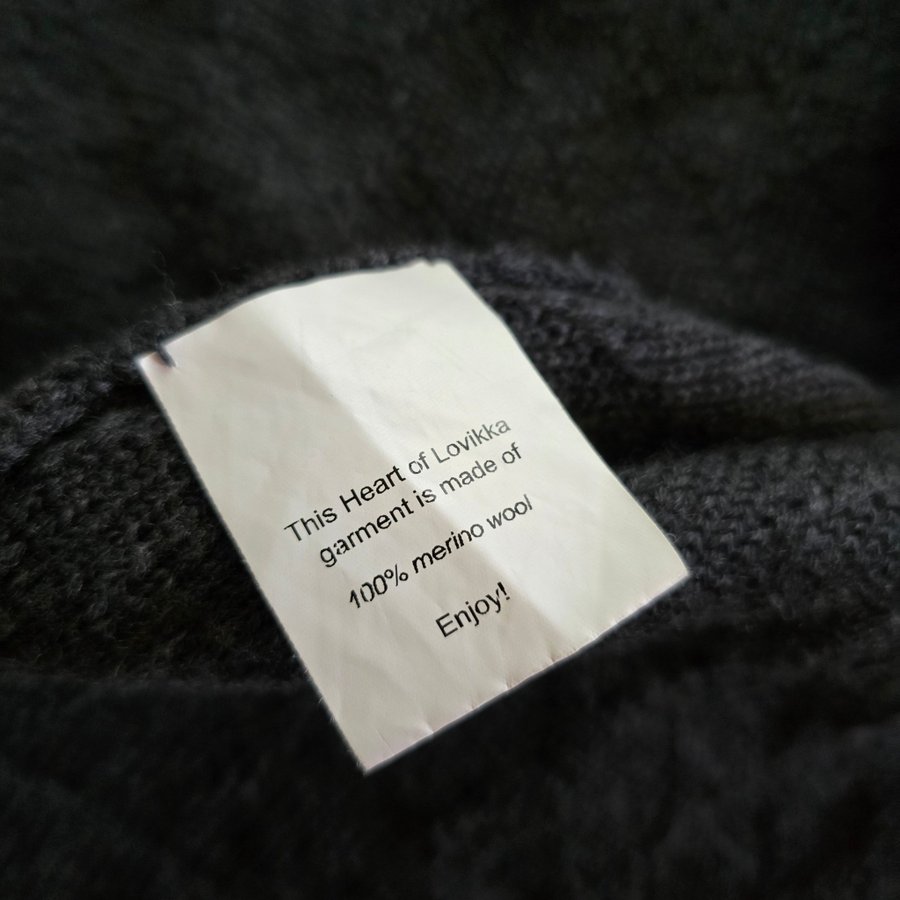 This Heart of Lovikka
garment is made of
100% merino wool
Enjoy!